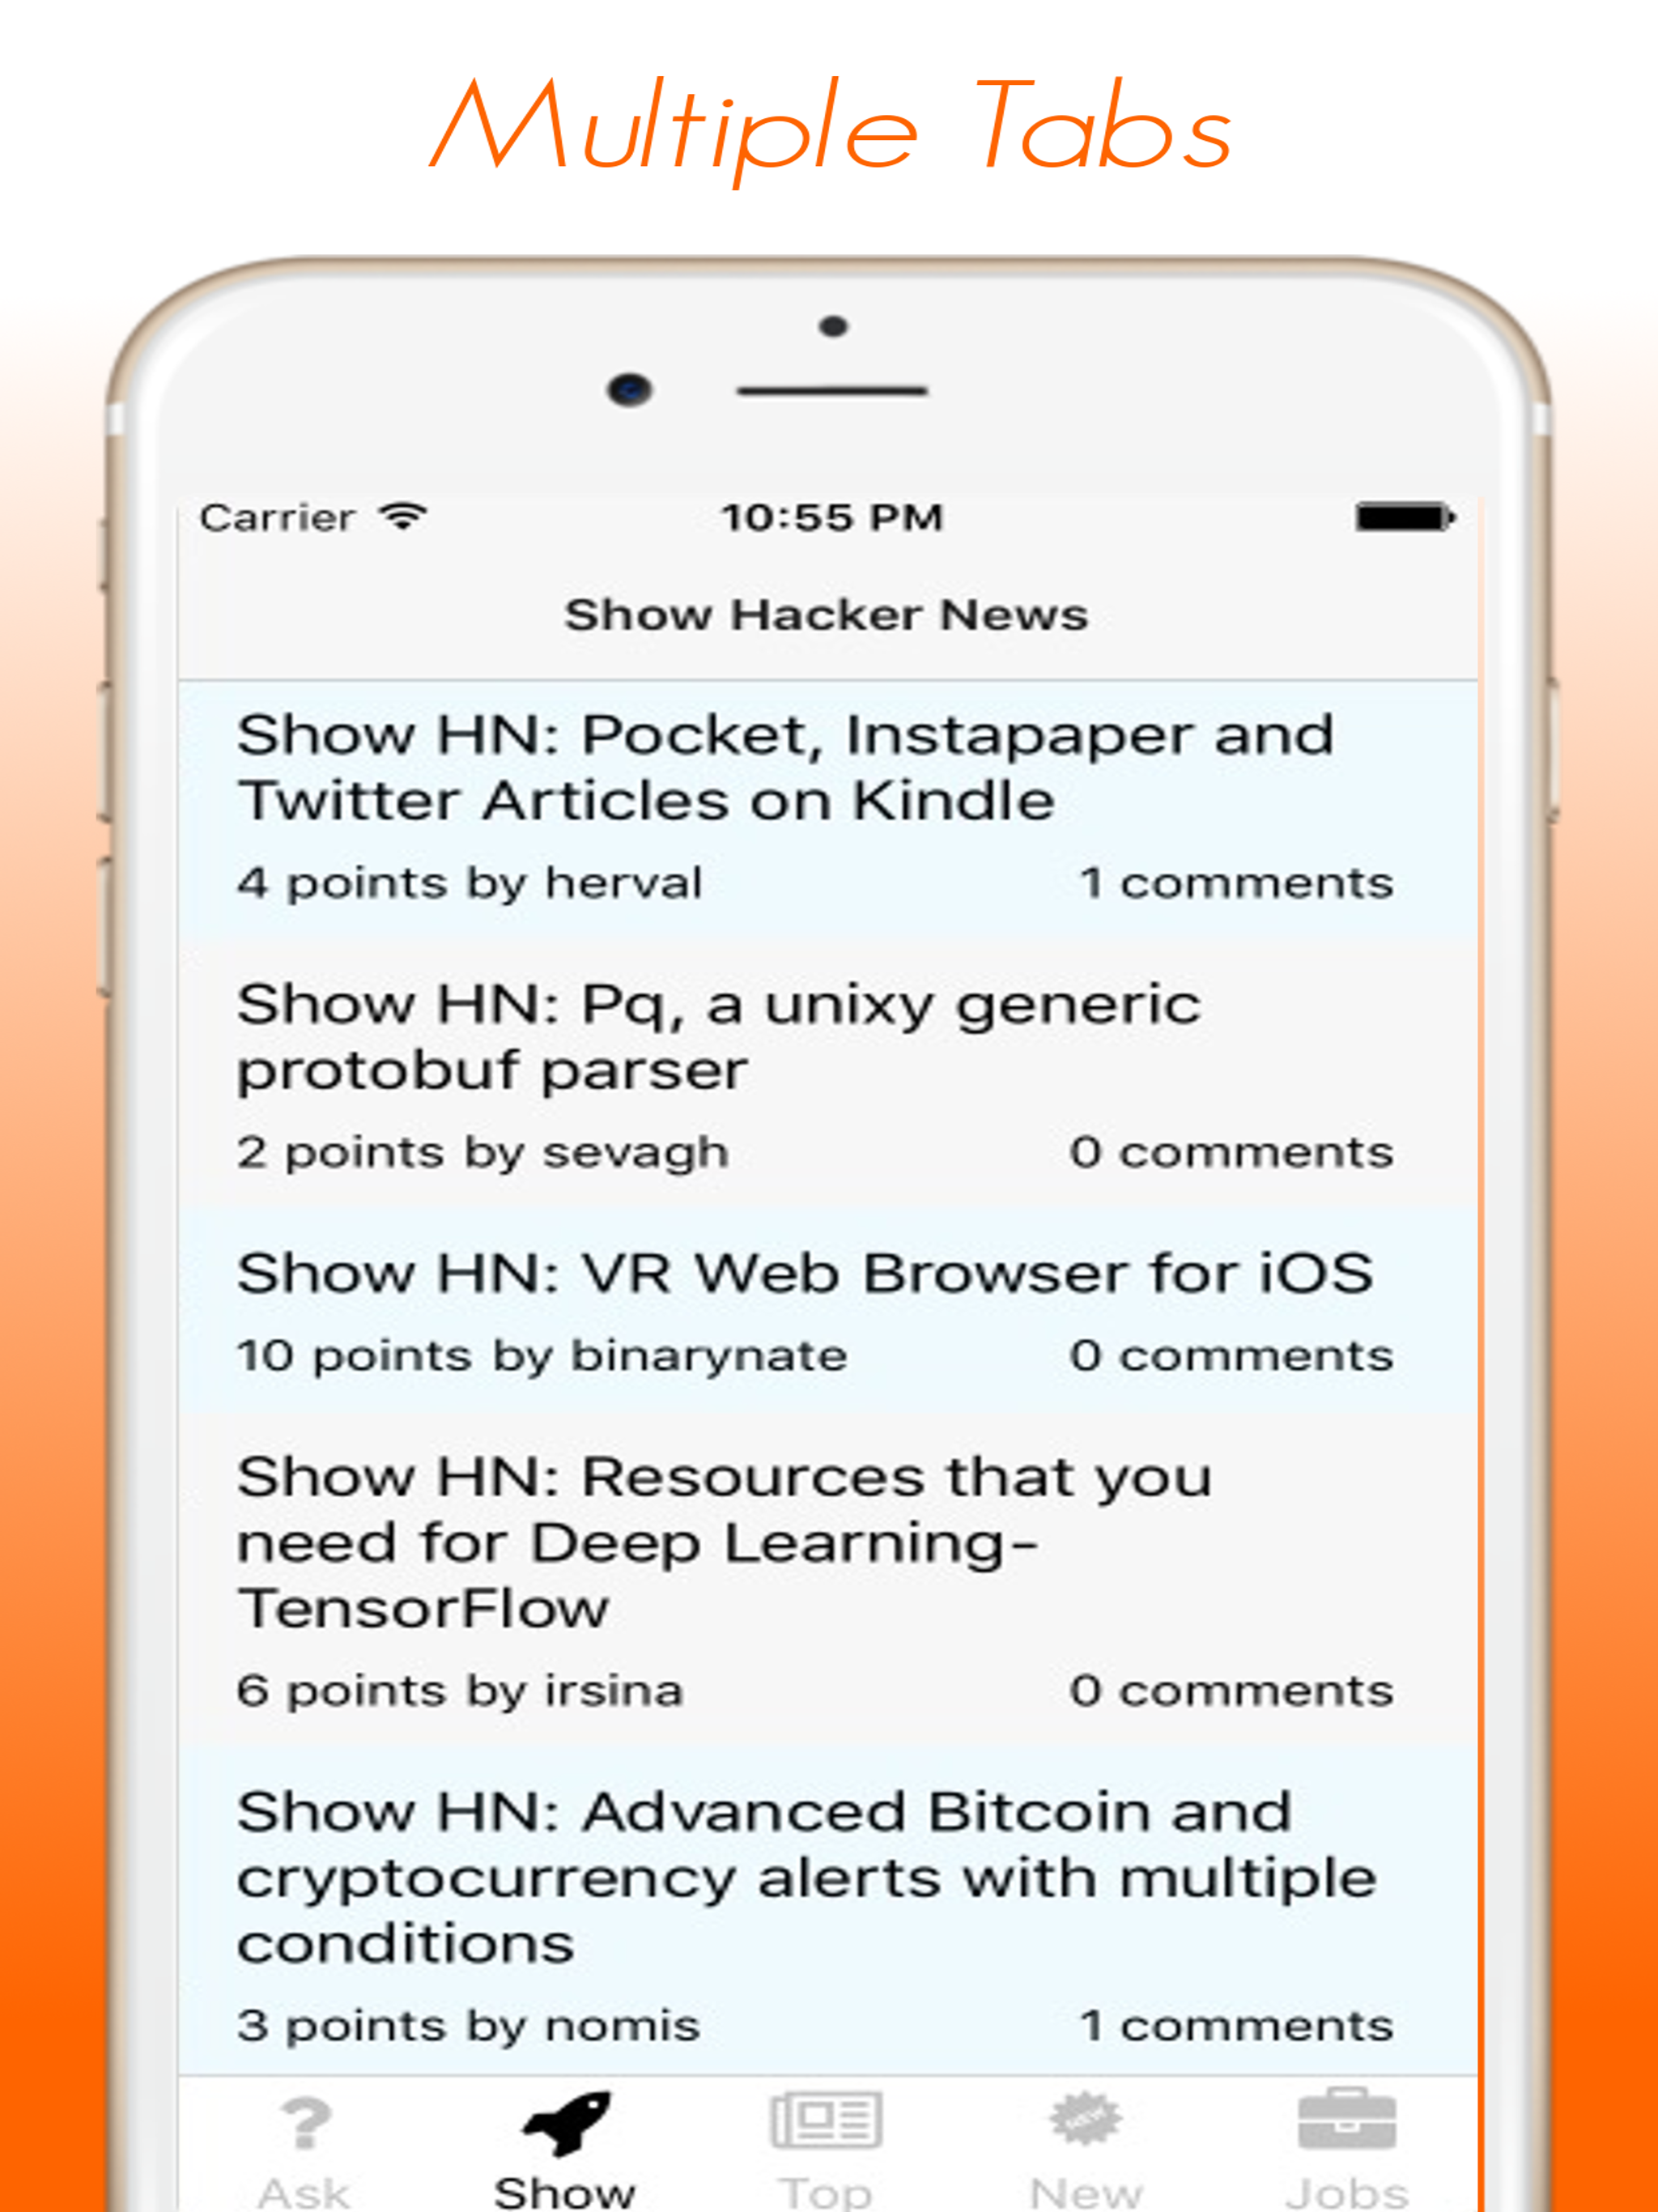 Multiple Tabs
Carrier 10:55 PM
Show Hacker News
Show HN: Pocket, Instapaper and
Twitter Articles on Kindle
4 points by herval 1 comments
Show HN: Pq, a unixy generic
protobuf parser
2 points by sevagh 0 comments
Show HN: VR Web Browser for iOS
10 points by binarynate 0 comments
Show HN: Resources that you
need for Deep Learning-
TensorFlow
6 points by irsina 0 comments
Show HN: Advanced Bitcoin and
cryptocurrency alerts with multiple
conditions
3 points by nomis 1 comments
NEW
Ask Show Top New Jobs